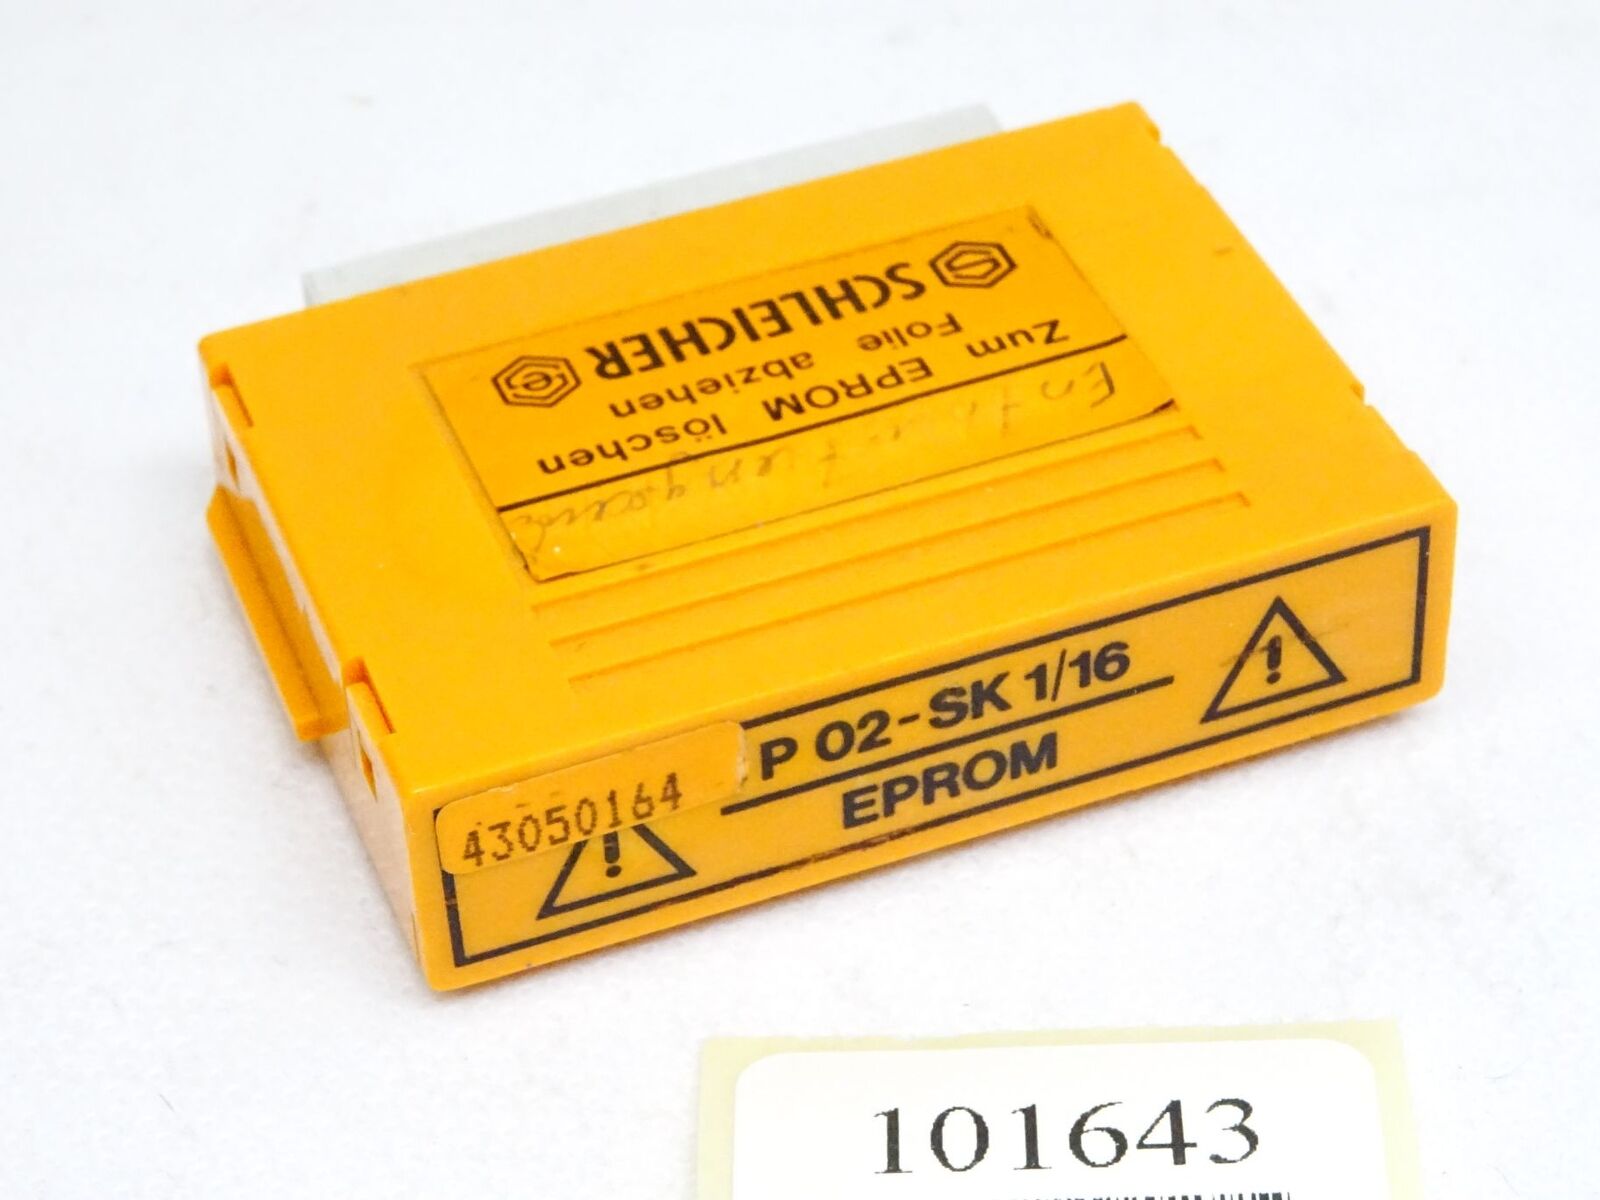 SCHLEICHER
Zum EPROM löschen
Folie abziehen
43050164
P 02-SK 1/16
EPROM
101643